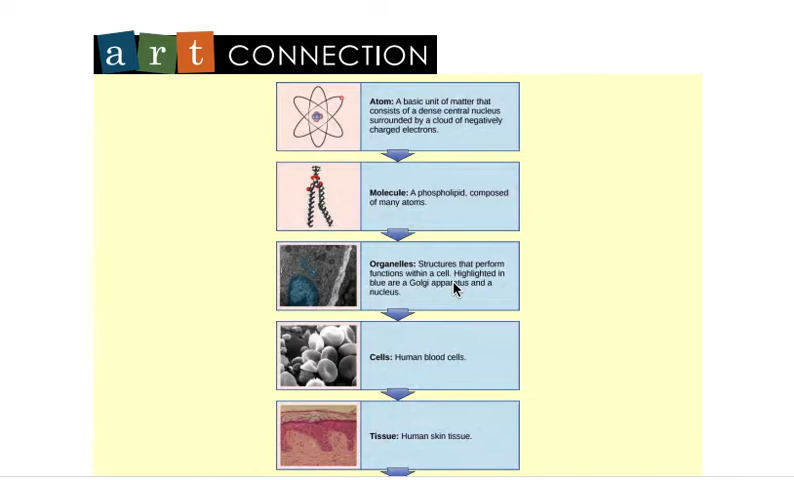 art CONNECTION
Atom: A basic unit of matter that
consists of a dense central nucleus
surrounded by a cloud of negatively
charged electrons.
Molecule: A phospholipid, composed
of many atoms.
Organelles: Structures that perform
functions within a cell. Highlighted in
blue are a Golgi apparatus and a
nucleus.
Cells: Human blood cells.
Tissue: Human skin tissue.